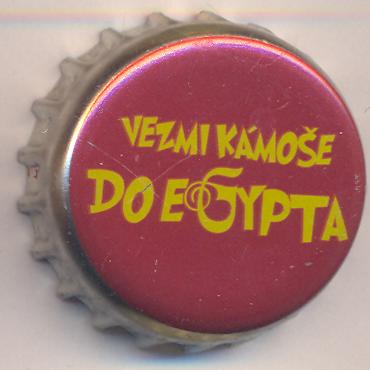 VEZMI KÁMOŠE
DO EGYPTA